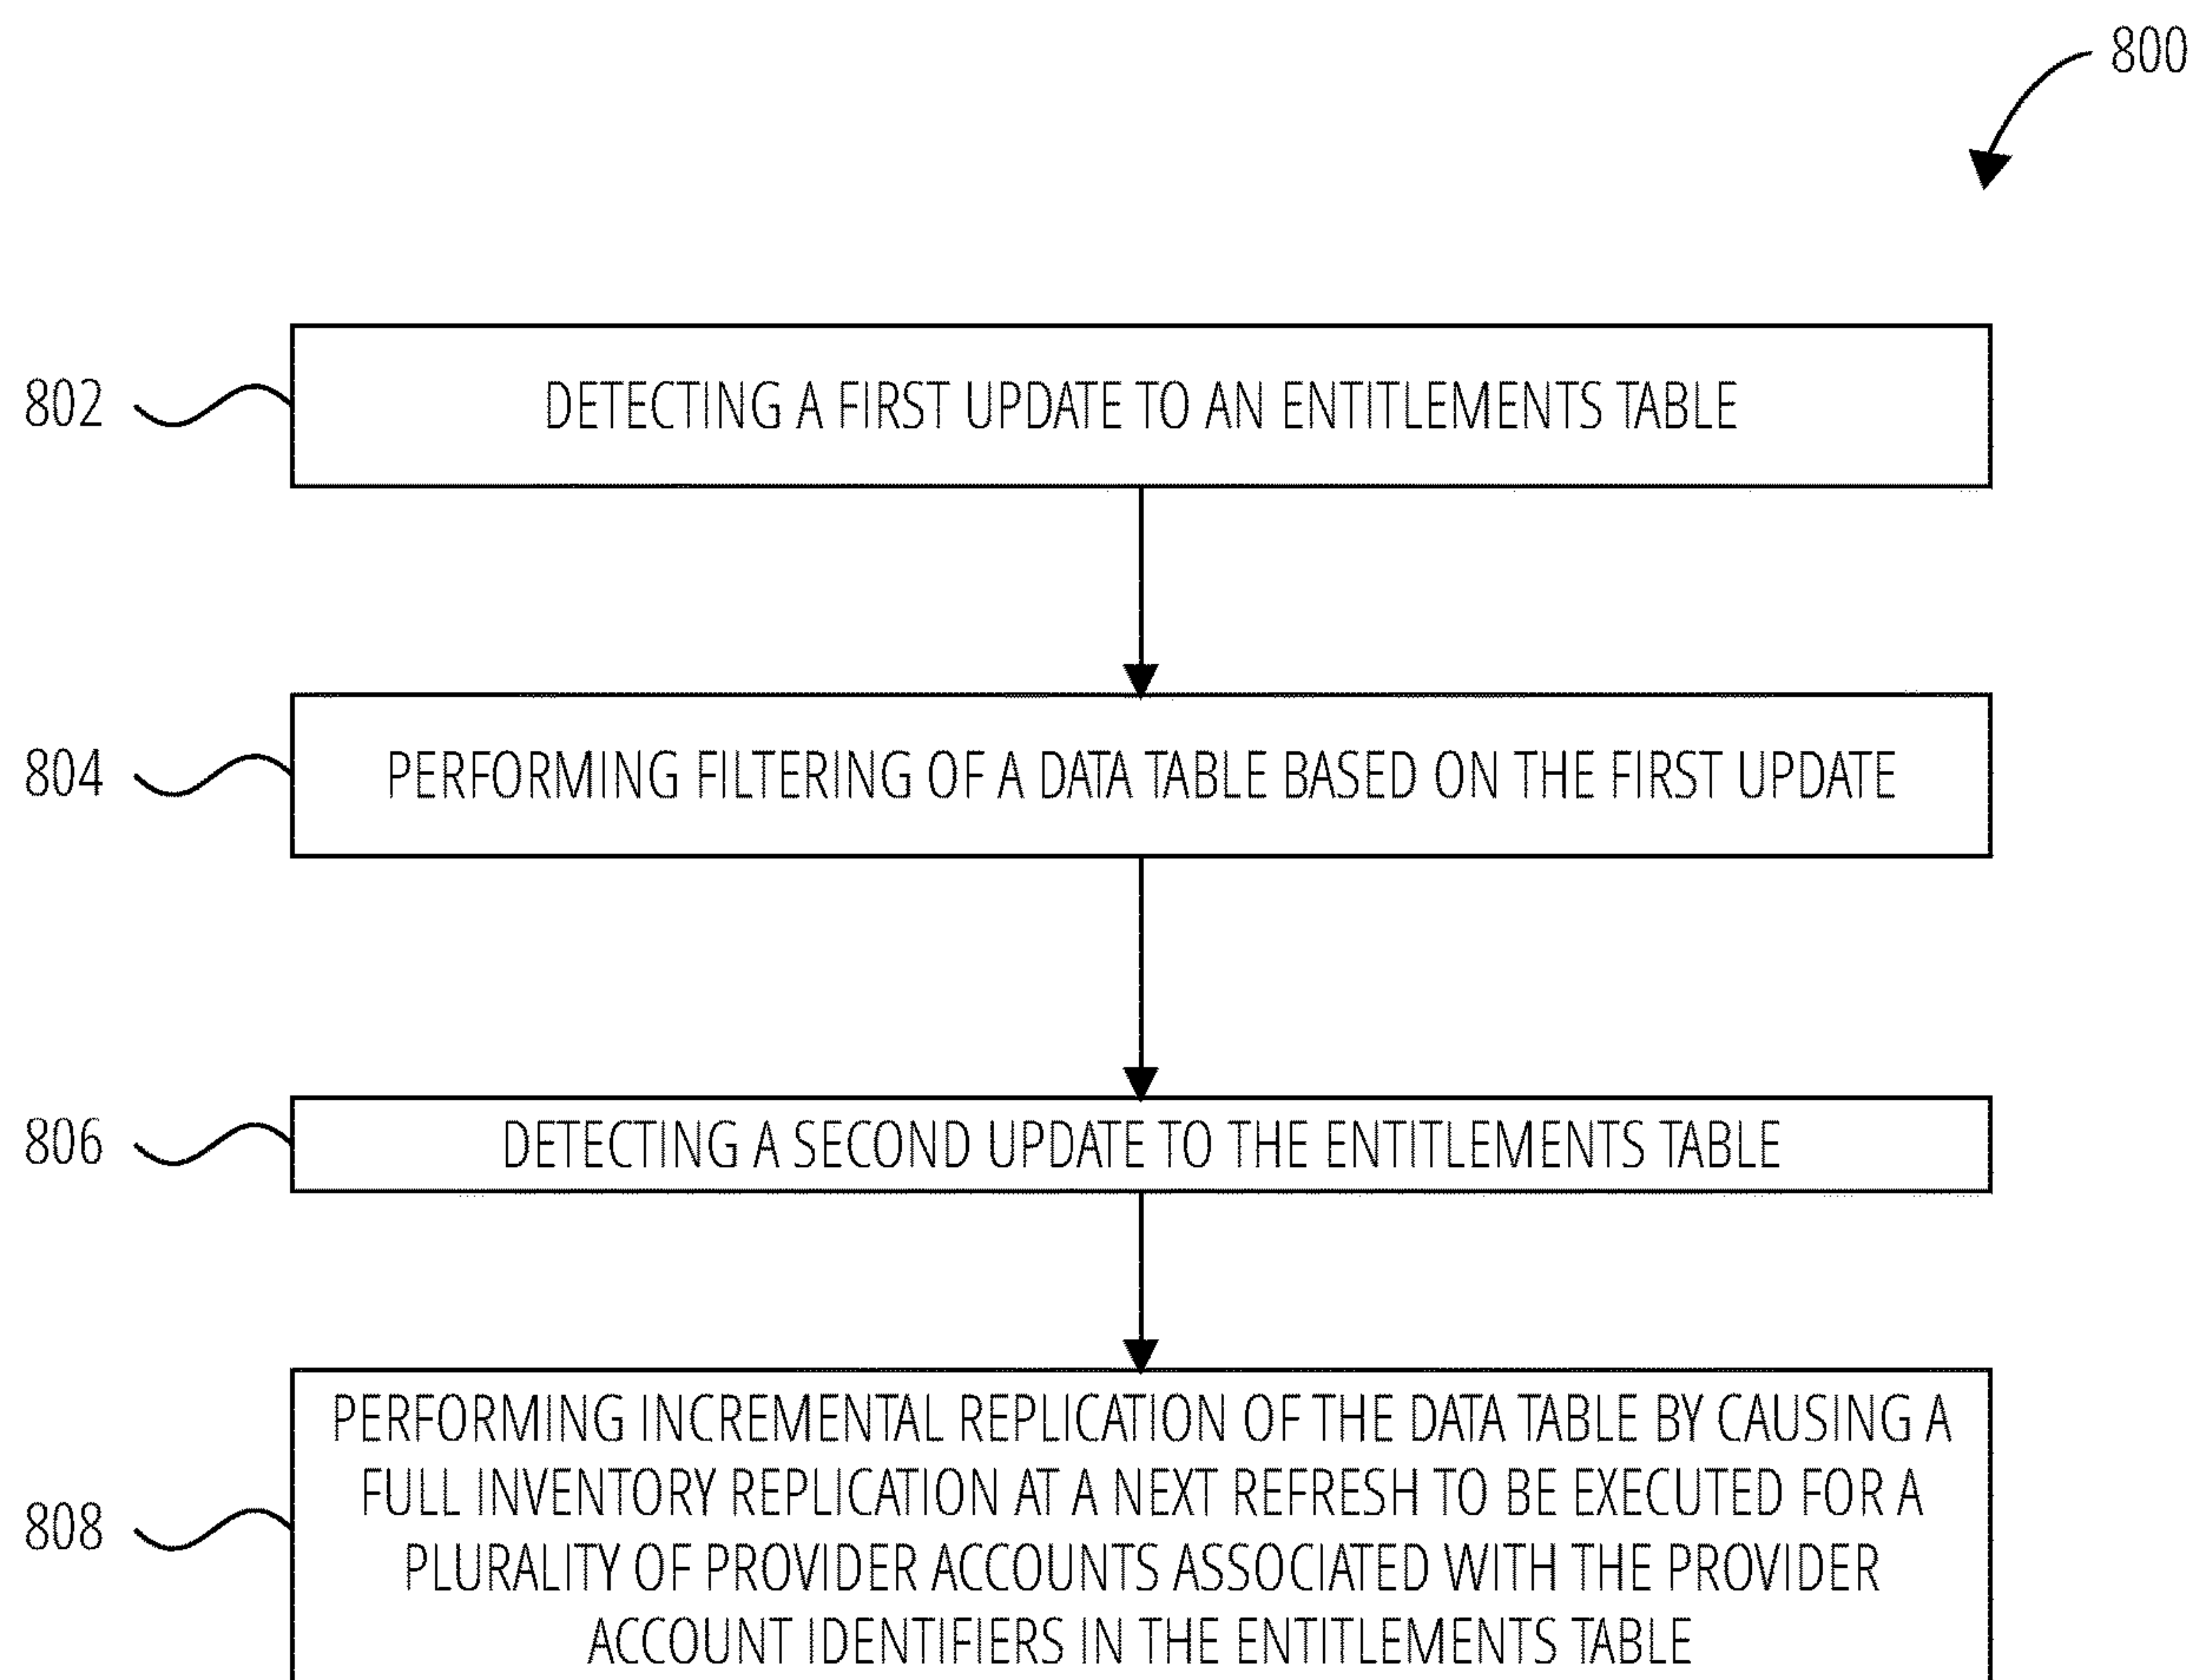 800
802
DETECTING A FIRST UPDATE TO AN ENTITLEMENTS TABLE
804
PERFORMING FILTERING OF A DATA TABLE BASED ON THE FIRST UPDATE
806
DETECTING A SECOND UPDATE TO THE ENTITLEMENTS TABLE
808
PERFORMING INCREMENTAL REPLICATION OF THE DATA TABLE BY CAUSING A
FULL INVENTORY REPLICATION AT A NEXT REFRESH TO BE EXECUTED FOR A
PLURALITY OF PROVIDER ACCOUNTS ASSOCIATED WITH THE PROVIDER
ACCOUNT IDENTIFIERS IN THE ENTITLEMENTS TABLE